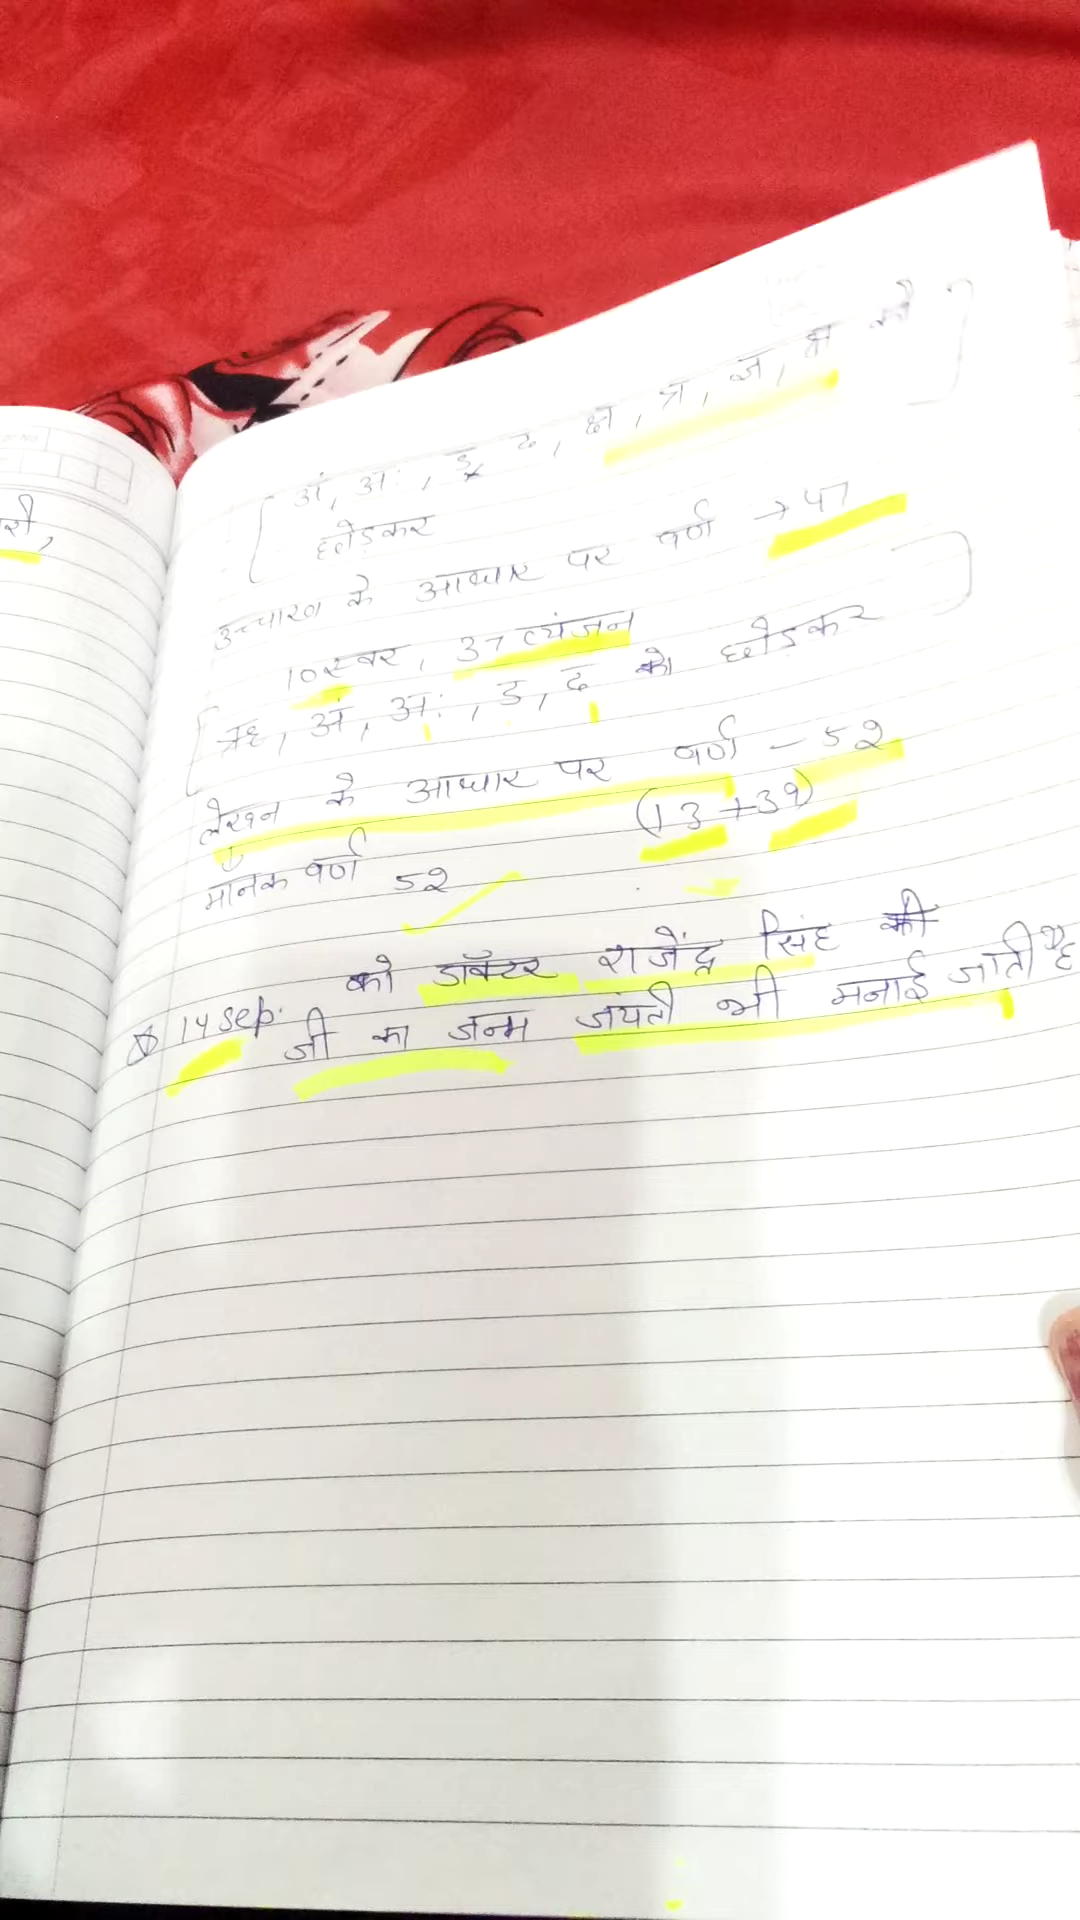 री,
अं, अः, ड़ ढ, क्ष, त्र, ज्ञ, श्र को
छोड़कर
उच्चारण के आधार पर वर्ण → 47
10 स्वर, 37 व्यंजन
ऋ, अं, अः, ड, ढ को छोड़कर
लेखन के आधार पर वर्ण - 52
(13+39)
मानक वर्ण 52
14 sep. को डॉक्टर राजेंद्र सिंह की
जी का जन्म जयंती भी मनाई जाती है